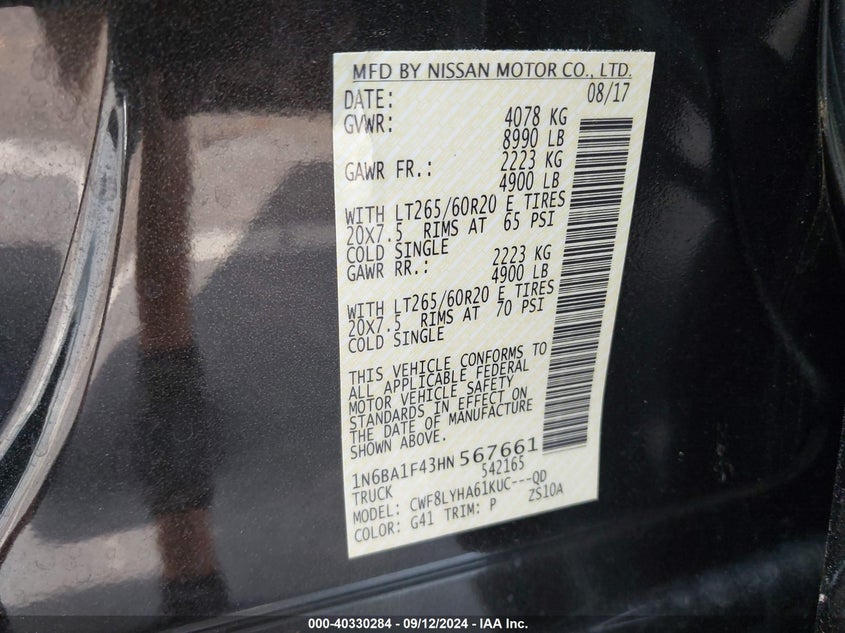 MFD BY NISSAN MOTOR CO., LTD.
DATE: 08/17
GVWR: 4078 KG
8990 LB
GAWR FR.: 2223 KG
4900 LB
WITH LT265/60R20 E TIRES
20X7.5 RIMS AT 65 PSI
COLD SINGLE
GAWR RR.: 2223 KG
4900 LB
WITH LT265/60R20 E TIRES
20X7.5 RIMS AT 70 PSI
COLD SINGLE
THIS VEHICLE CONFORMS TO
ALL APPLICABLE FEDERAL
MOTOR VEHICLE SAFETY
STANDARDS IN EFFECT ON
THE DATE OF MANUFACTURE
SHOWN ABOVE.
1N6BA1F43HN 567661
TRUCK 542165
MODEL: CWF8LYHA61KUC---QD
COLOR: G41 TRIM: P ZS10A
000-40330284 - 09/12/2024 - IAA Inc.